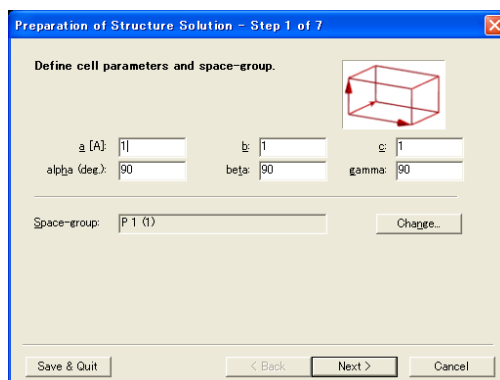 Preparation of Structure Solution - Step 1 of 7
Define cell parameters and space-group.
a [A]: 1 b: 1 c: 1
alpha (deg.): 90 beta: 90 gamma: 90
Space-group: P 1 (1) Change...
Save & Quit < Back Next > Cancel